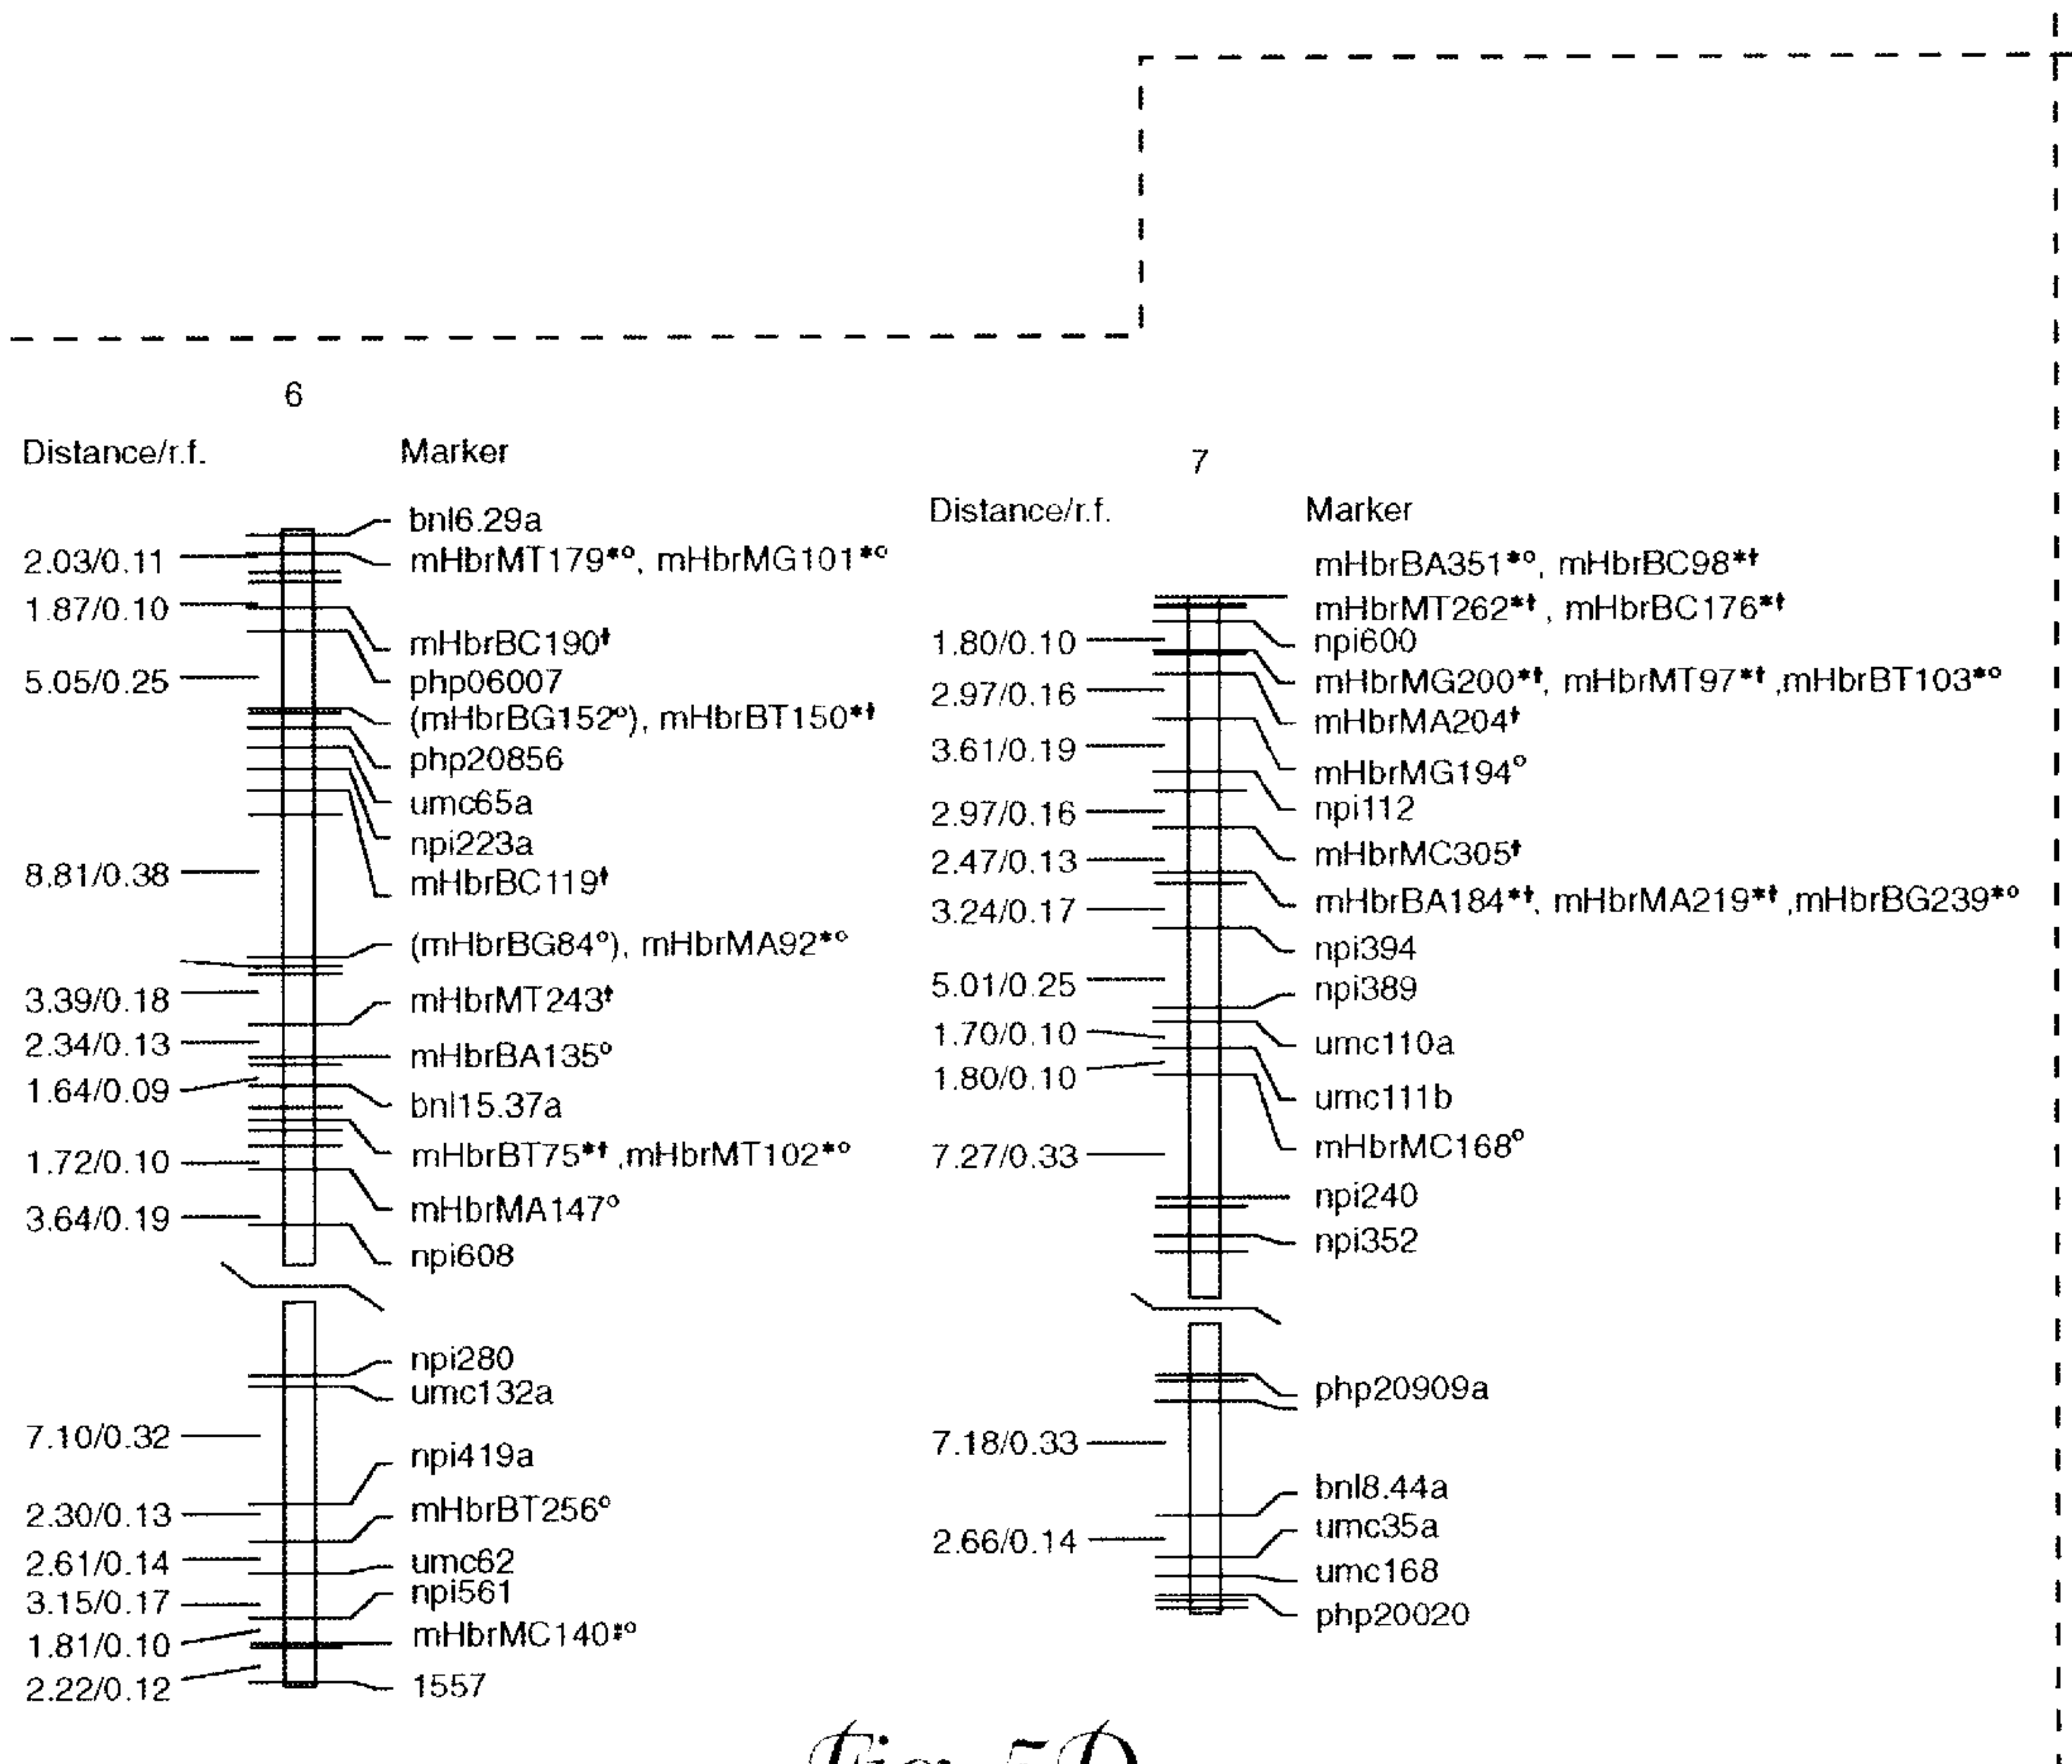 6
Distance/r.f. Marker
bnl6.29a
2.03/0.11 mHbrMT179*°, mHbrMG101*°
1.87/0.10
mHbrBC190†
php06007
5.05/0.25
(mHbrBG152°), mHbrBT150*†
php20856
umc65a
npi223a
8.81/0.38 mHbrBC119†
(mHbrBG84°), mHbrMA92*°
3.39/0.18 mHbrMT243†
2.34/0.13 mHbrBA135°
1.64/0.09 bnl15.37a
1.72/0.10 mHbrBT75*† ,mHbrMT102*°
3.64/0.19 mHbrMA147°
npi608
npi280
umc132a
7.10/0.32
npi419a
2.30/0.13 mHbrBT256°
2.61/0.14 umc62
3.15/0.17 npi561
1.81/0.10 mHbrMC140‡°
2.22/0.12 1557
7
Distance/r.f. Marker
mHbrBA351*°, mHbrBC98*†
mHbrMT262*† , mHbrBC176*†
1.80/0.10 npi600
2.97/0.16 mHbrMG200*†, mHbrMT97*† ,mHbrBT103*°
mHbrMA204†
3.61/0.19 mHbrMG194°
2.97/0.16 npi112
2.47/0.13 mHbrMC305†
3.24/0.17 mHbrBA184*†, mHbrMA219*† ,mHbrBG239*°
npi394
5.01/0.25 npi389
1.70/0.10 umc110a
1.80/0.10 umc111b
7.27/0.33 mHbrMC168°
npi240
npi352
php20909a
7.18/0.33
bnl8.44a
2.66/0.14 umc35a
umc168
php20020
Fig. 5D